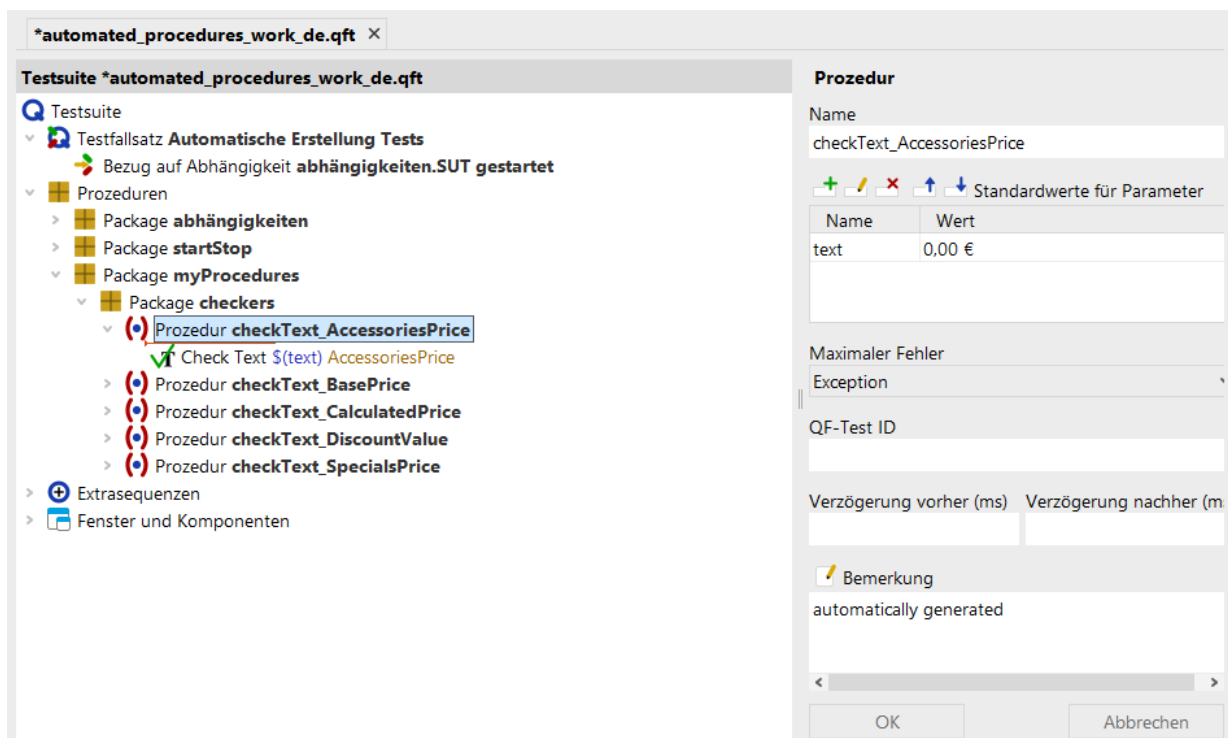 *automated_procedures_work_de.qft ×
Testsuite *automated_procedures_work_de.qft
Testsuite
Testfallsatz Automatische Erstellung Tests
Bezug auf Abhängigkeit abhängigkeiten.SUT gestartet
Prozeduren
Package abhängigkeiten
Package startStop
Package myProcedures
Package checkers
Prozedur checkText_AccessoriesPrice
Check Text $(text) AccessoriesPrice
Prozedur checkText_BasePrice
Prozedur checkText_CalculatedPrice
Prozedur checkText_DiscountValue
Prozedur checkText_SpecialsPrice
Extrasequenzen
Fenster und Komponenten
Prozedur
Name
checkText_AccessoriesPrice
Standardwerte für Parameter
Name Wert
text 0,00 €
Maximaler Fehler
Exception
QF-Test ID
Verzögerung vorher (ms) Verzögerung nachher (m
Bemerkung
automatically generated
OK Abbrechen